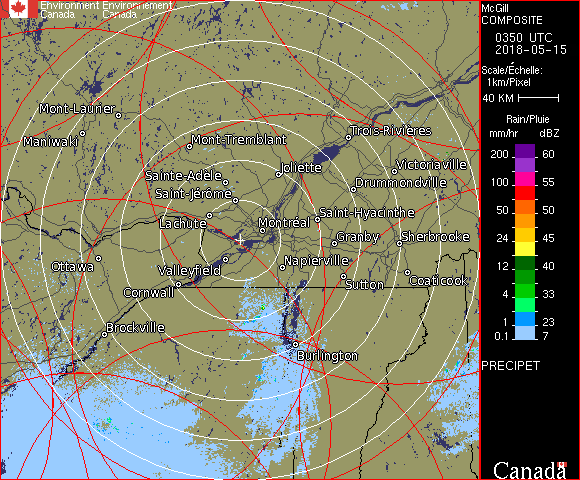 Environment Environnement
Canada Canada
McGill
COMPOSITE
0350 UTC
2018-05-15
Scale/Échelle:
1km/Pixel
40 KM
Rain/Pluie
mm/hr dBZ
200 60
100 55
50 50
24 45
12 40
4 33
1 23
0.1 7
PRECIPET
Canada
Mont-Laurier
Maniwaki
Mont-Tremblant
Trois-Rivières
Joliette
Victoriaville
Sainte-Adèle
Drummondville
Saint-Jérôme
Lachute
Saint-Hyacinthe
Montréal
Granby
Sherbrooke
Ottawa
Valleyfield
Napierville
Cornwall
Sutton
Coaticook
Brockville
Burlington